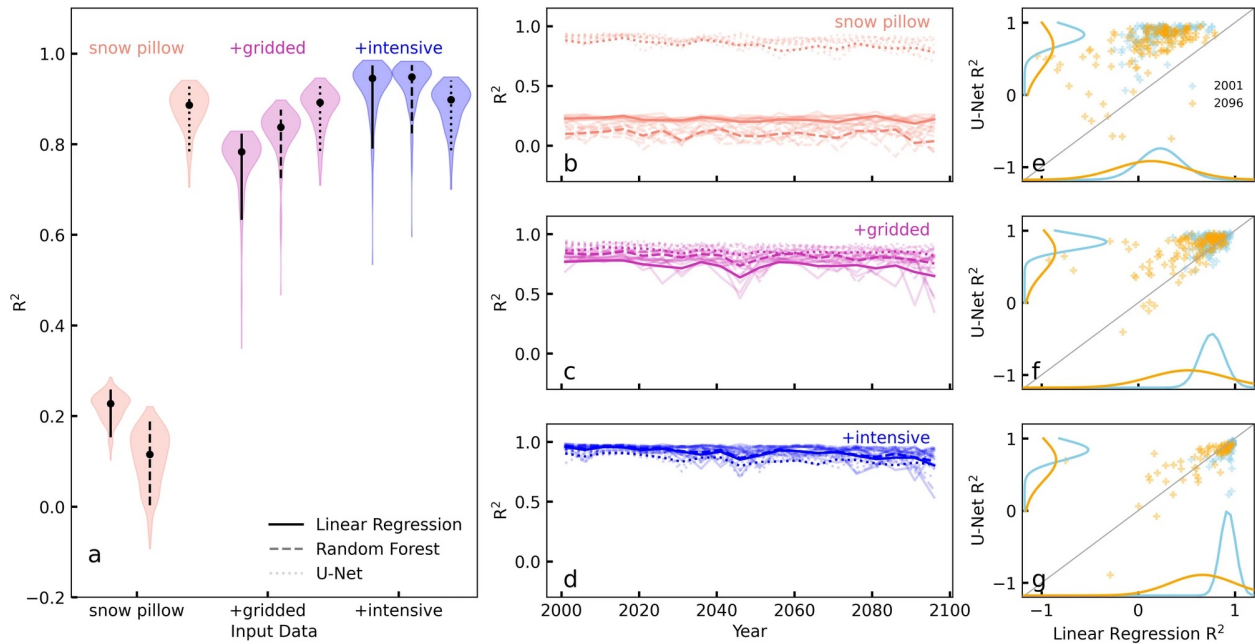 snow pillow
+gridded
+intensive
1.0
0.8
0.6
0.4
0.2
0.0
−0.2
R²
a
Linear Regression
Random Forest
U-Net
snow pillow
+gridded
+intensive
Input Data
snow pillow
1.0
0.5
0.0
R²
b
+gridded
1.0
0.5
0.0
R²
c
+intensive
1.0
0.5
0.0
R²
d
2000
2020
2040
2060
2080
2100
Year
1
0
−1
U-Net R²
2001
2096
e
1
0
−1
U-Net R²
f
1
0
−1
U-Net R²
g
−1
0
1
Linear Regression R²